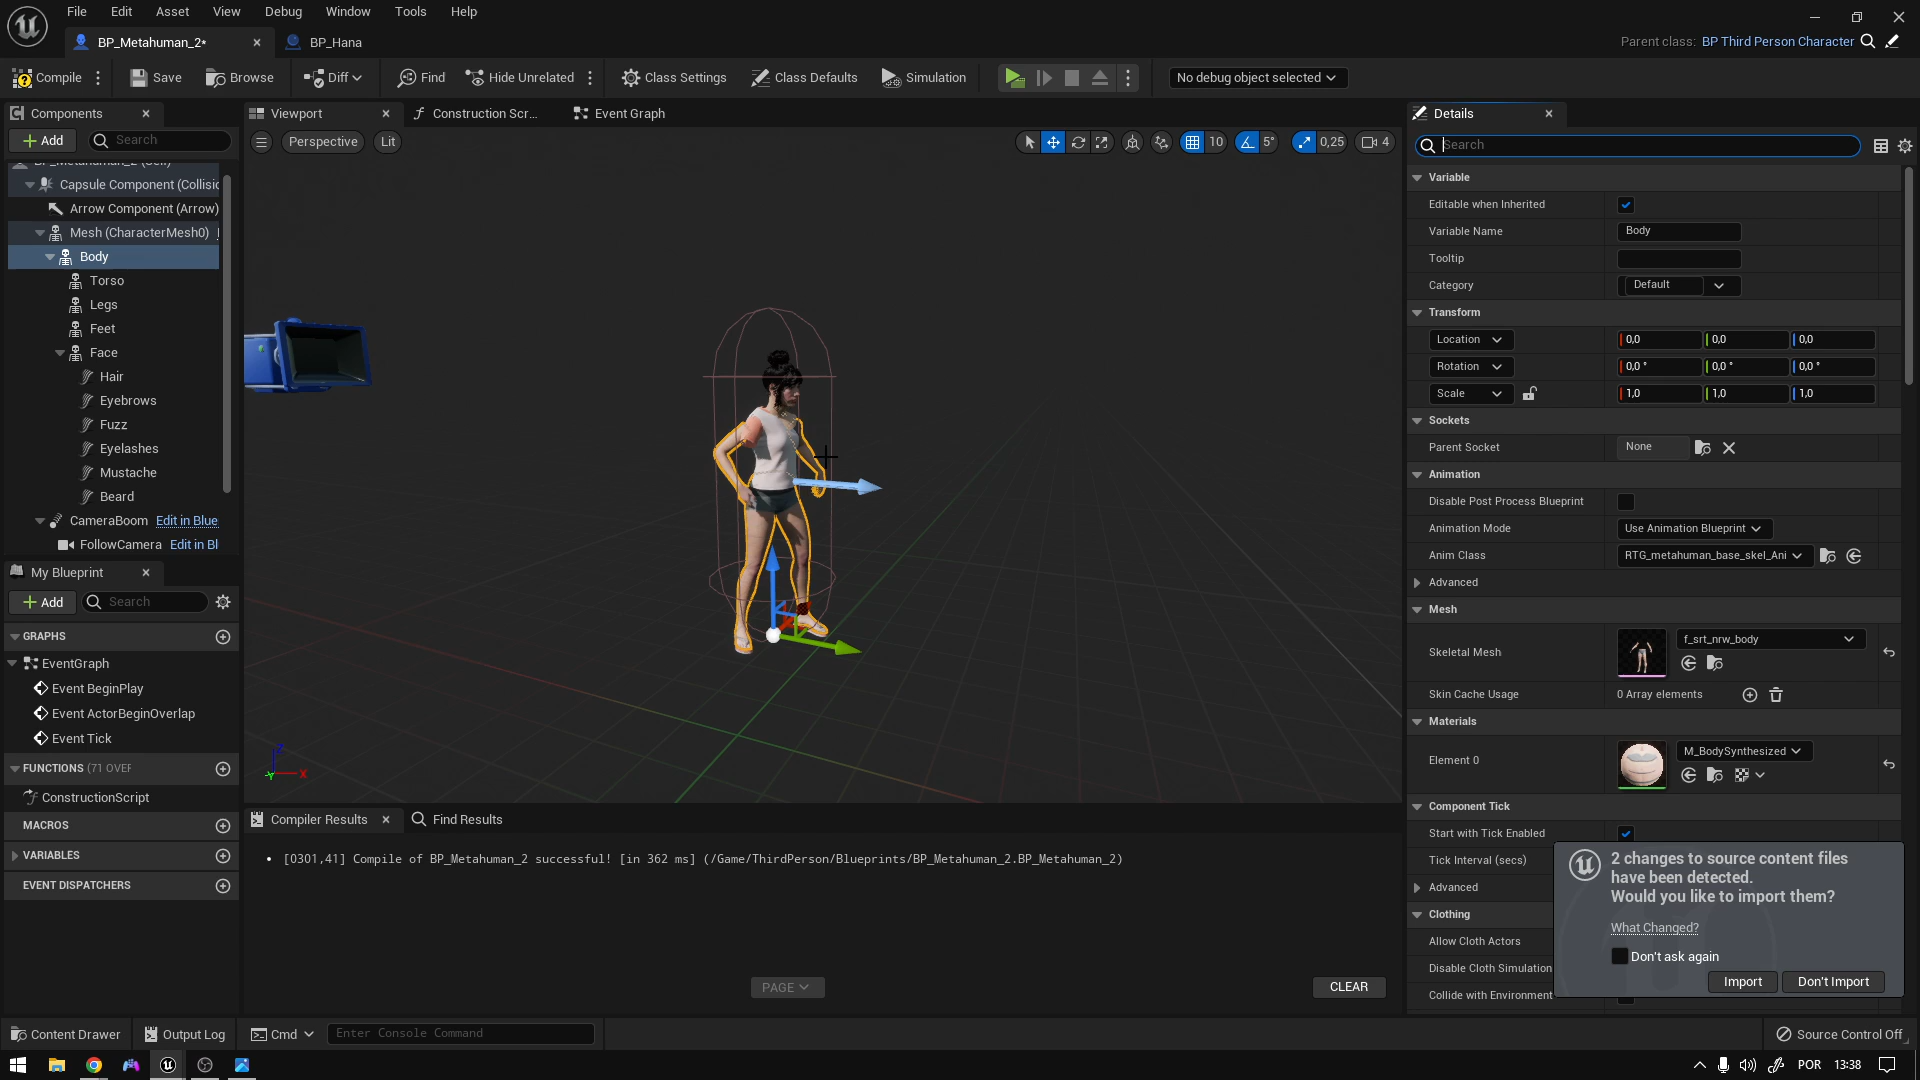 File Edit Asset View Debug Window Tools Help
BP_Metahuman_2*
BP_Hana
Parent class: BP Third Person Character
Compile
Save
Browse
Diff
Find
Hide Unrelated
Class Settings
Class Defaults
Simulation
No debug object selected
Components
Add
Search
Capsule Component (Collisio
Arrow Component (Arrow)
Mesh (CharacterMesh0)
Body
Torso
Legs
Feet
Face
Hair
Eyebrows
Fuzz
Eyelashes
Mustache
Beard
CameraBoom Edit in Blue
FollowCamera Edit in Bl
My Blueprint
Add
Search
GRAPHS
EventGraph
Event BeginPlay
Event ActorBeginOverlap
Event Tick
FUNCTIONS (71 OVER
ConstructionScript
MACROS
VARIABLES
EVENT DISPATCHERS
Viewport
Construction Scr...
Event Graph
Perspective
Lit
10
5°
0,25
4
Z
X
Y
Compiler Results
Find Results
[0301,41] Compile of BP_Metahuman_2 successful! [in 362 ms] (/Game/ThirdPerson/Blueprints/BP_Metahuman_2.BP_Metahuman_2)
PAGE
CLEAR
Details
Search
Variable
Editable when Inherited
Variable Name Body
Tooltip
Category Default
Transform
Location 0,0 0,0 0,0
Rotation 0,0 ° 0,0 ° 0,0 °
Scale 1,0 1,0 1,0
Sockets
Parent Socket None
Animation
Disable Post Process Blueprint
Animation Mode Use Animation Blueprint
Anim Class RTG_metahuman_base_skel_Ani
Advanced
Mesh
Skeletal Mesh f_srt_nrw_body
Skin Cache Usage 0 Array elements
Materials
Element 0 M_BodySynthesized
Component Tick
Start with Tick Enabled
Tick Interval (secs)
Advanced
Clothing
Allow Cloth Actors
Disable Cloth Simulation
Collide with Environment
2 changes to source content files
have been detected.
Would you like to import them?
What Changed?
Don't ask again
Import
Don't Import
Content Drawer
Output Log
Cmd
Enter Console Command
Source Control Off
POR
13:38